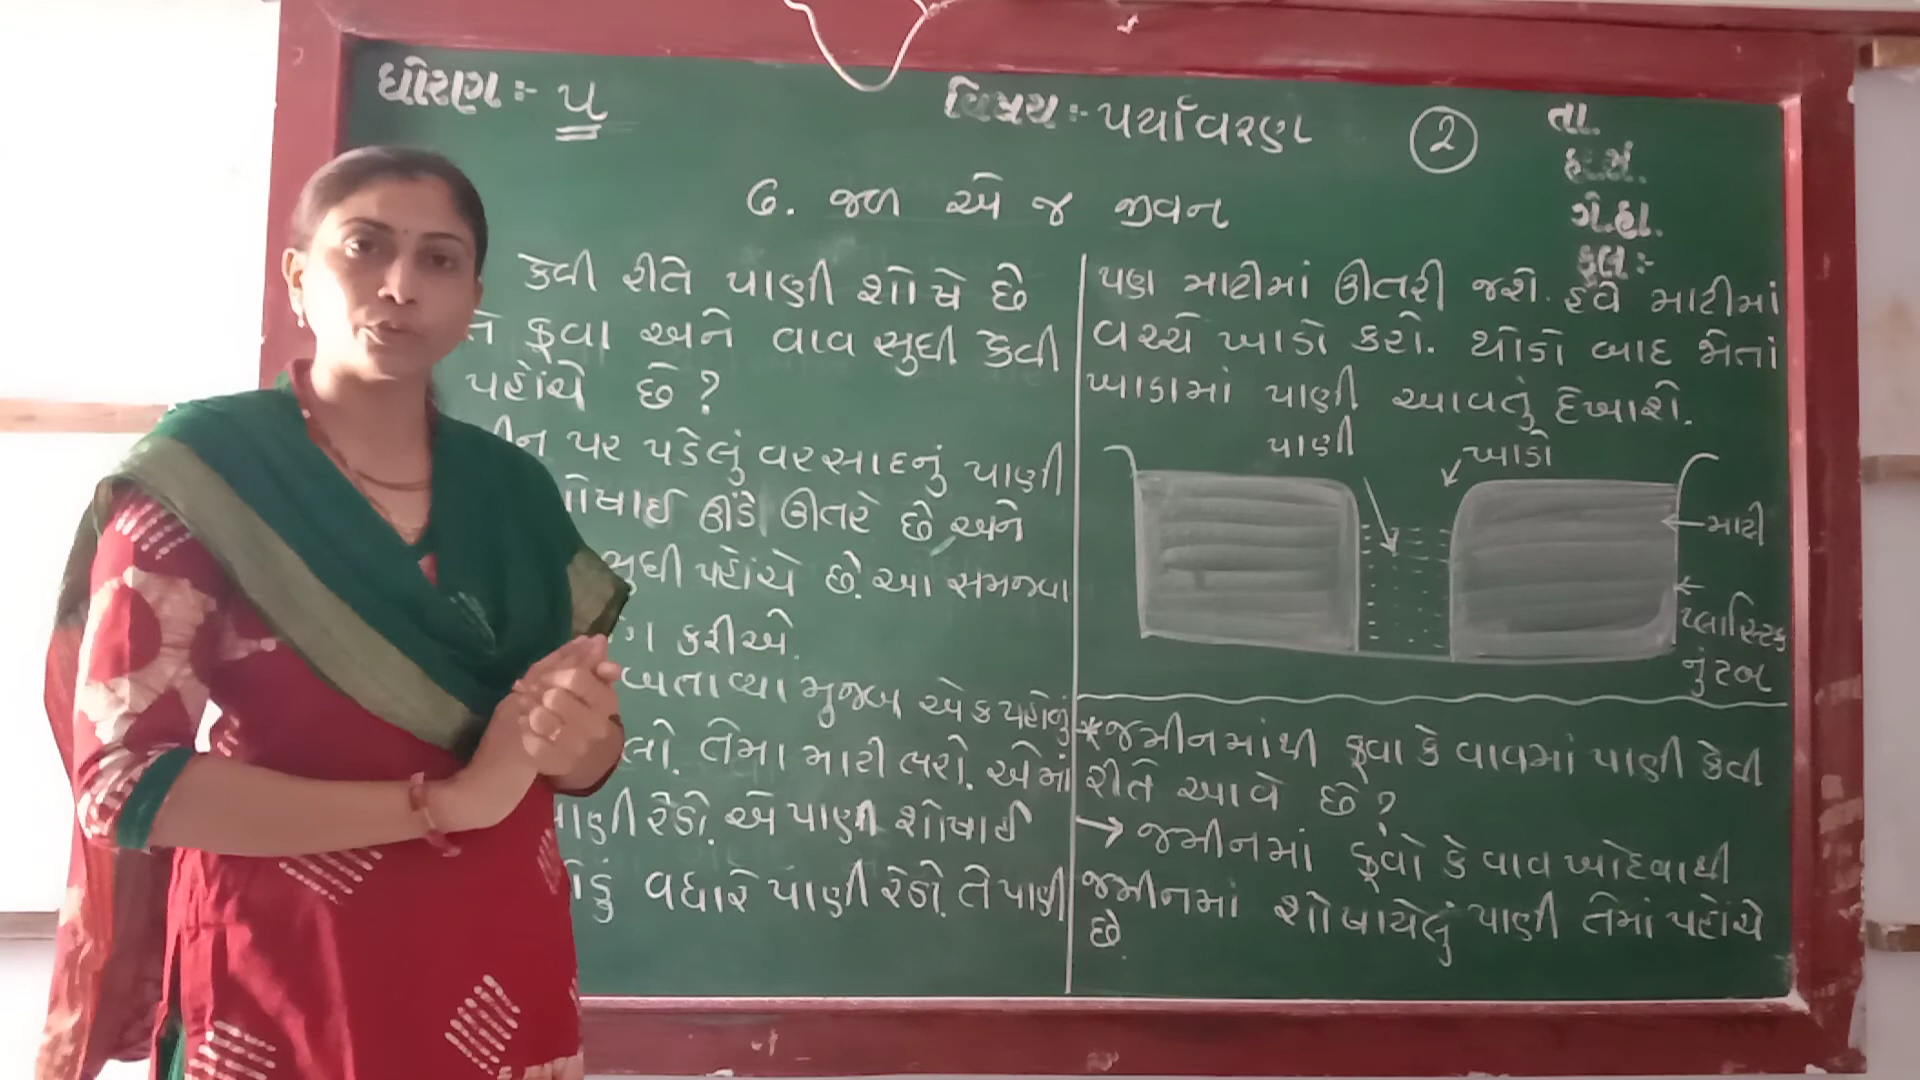 ધોરણ :- ૫
વિષય :- પર્યાવરણ
૨
તા.
ગે.હા.
કુલ :-
૬. જળ એ જ જીવન
કેવી રીતે પાણી શોષે છે
તે કૂવા અને વાવ સુધી કેવી
પહોંચે છે ?
પર પડેલું વરસાદનું પાણી
ઊંડે ઊતરે છે અને
સુધી પહોંચે છે. આ સમજવા
કરીએ.
બતાવ્યા મુજબ એક પહોળું
લો. તેમા માટી ભરો. એમાં
પાણી રેડો. એ પાણી શોષાઈ
વધારે પાણી રેડો. તે પાણી
પણ માટીમાં ઊતરી જશે. હવે માટીમાં
વચ્ચે ખાડો કરો. થોડો બાદ જોતાં
ખાડામાં પાણી આવતું દેખાશે.
પાણી
ખાડો
માટી
પ્લાસ્ટિક
નું ટબ
*જમીનમાંથી કૂવા કે વાવમાં પાણી કેવી
રીતે આવે છે ?
→ જમીનમાં કૂવો કે વાવ ખોદવાથી
જમીનમાં શોષાયેલું પાણી તેમાં પહોંચે
છે.